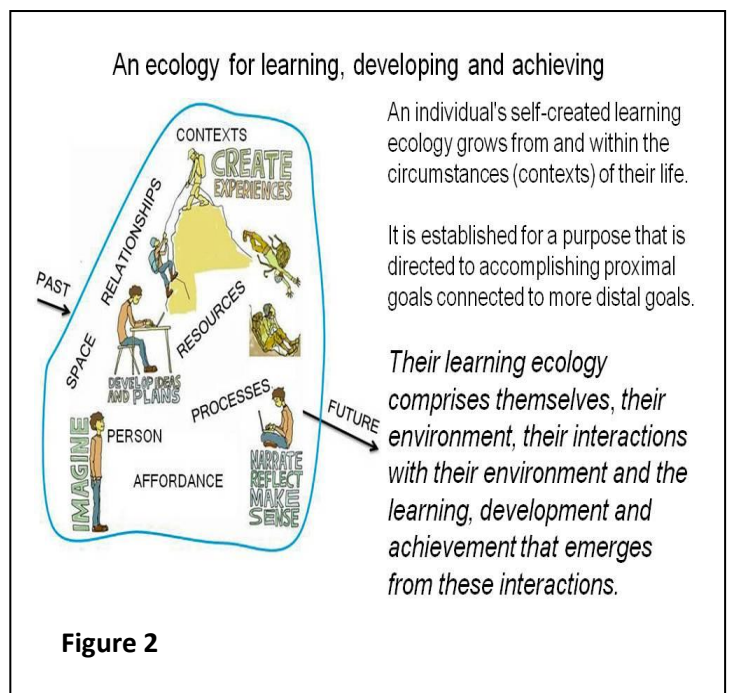 An ecology for learning, developing and achieving
CONTEXTS
CREATE
EXPERIENCES
RELATIONSHIPS
PAST
SPACE
RESOURCES
DEVELOP IDEAS
AND PLANS
PROCESSES
FUTURE
IMAGINE
PERSON
AFFORDANCE
NARRATE
REFLECT
MAKE
SENSE
An individual's self-created learning
ecology grows from and within the
circumstances (contexts) of their life.
It is established for a purpose that is
directed to accomplishing proximal
goals connected to more distal goals.
Their learning ecology
comprises themselves, their
environment, their interactions
with their environment and the
learning, development and
achievement that emerges
from these interactions.
Figure 2